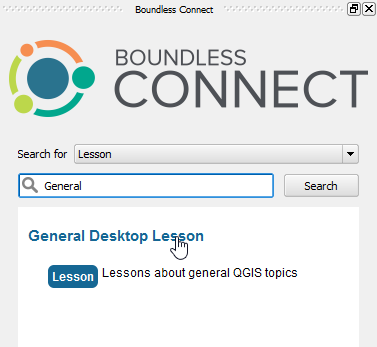 Boundless Connect
BOUNDLESS
CONNECT
Search for Lesson
General Search
General Desktop Lesson
Lesson Lessons about general QGIS topics